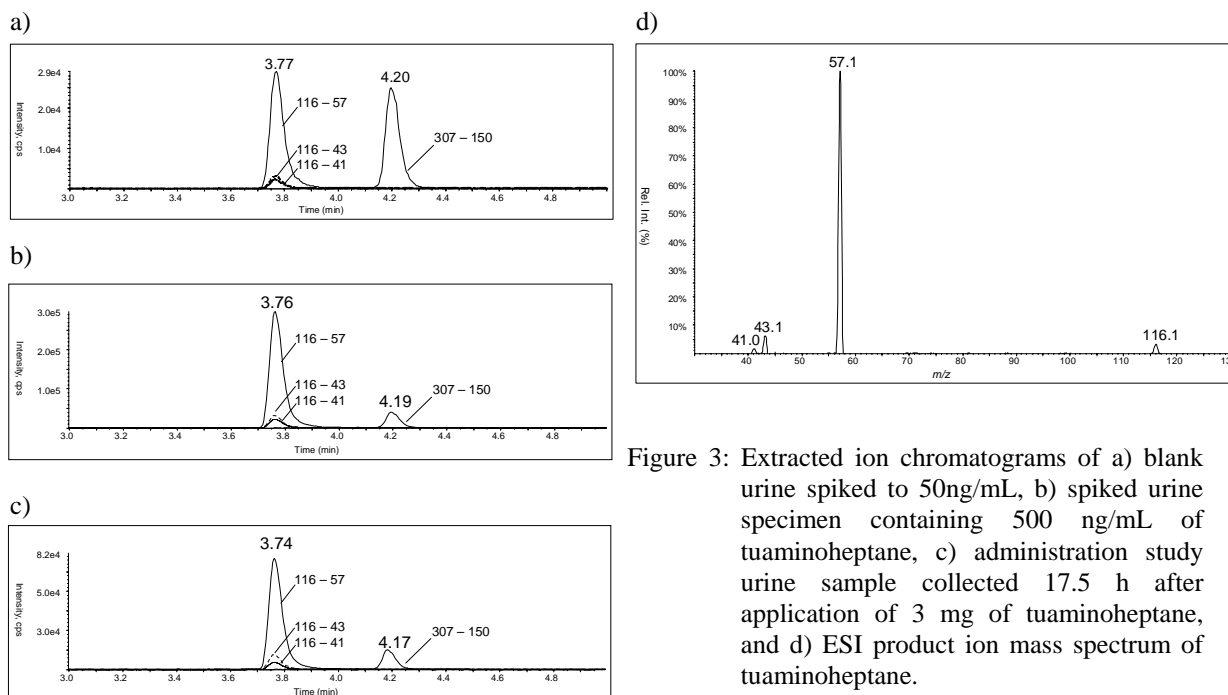 a)
Intensity, cps
2.9e4
2.0e4
1.0e4
3.77
4.20
116 – 57
116 – 43
116 – 41
307 – 150
3.0 3.2 3.4 3.6 3.8 4.0 4.2 4.4 4.6 4.8
Time (min)
b)
Intensity, cps
3.0e5
2.0e5
1.0e5
3.76
116 – 57
116 – 43
116 – 41
4.19
307 – 150
3.0 3.2 3.4 3.6 3.8 4.0 4.2 4.4 4.6 4.8
Time (min)
c)
Intensity, cps
8.2e4
5.0e4
3.0e4
3.74
116 – 57
116 – 43
116 – 41
4.17
307 – 150
3.0 3.2 3.4 3.6 3.8 4.0 4.2 4.4 4.6 4.8
Time (min)
d)
Rel. Int. (%)
100%
90%
80%
70%
60%
50%
40%
30%
20%
10%
57.1
41.0
43.1
116.1
40 50 60 70 80 90 100 110 120 130
m/z
Figure 3: Extracted ion chromatograms of a) blank
urine spiked to 50ng/mL, b) spiked urine
specimen containing 500 ng/mL of
tuaminoheptane, c) administration study
urine sample collected 17.5 h after
application of 3 mg of tuaminoheptane,
and d) ESI product ion mass spectrum of
tuaminoheptane.